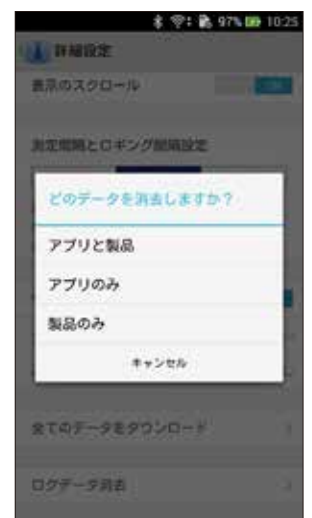 97% 10:25
詳細設定
表示のスクロール
ON
測定間隔とロギング間隔設定
どのデータを消去しますか?
アプリと製品
アプリのみ
製品のみ
キャンセル
全てのデータをダウンロード
ログデータ消去